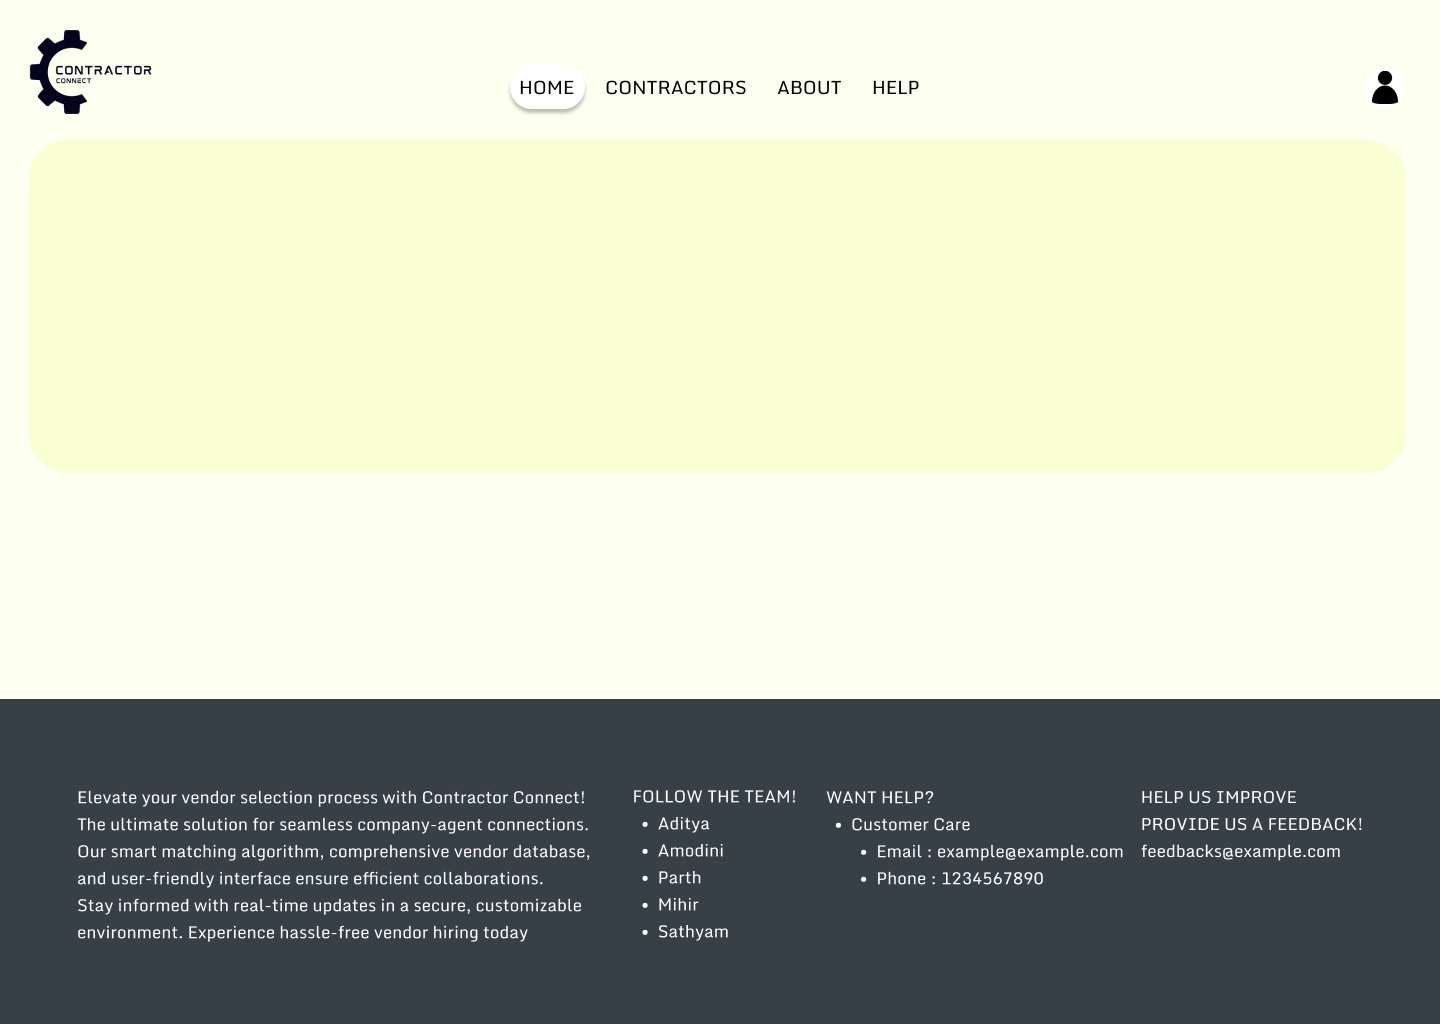 CONTRACTOR
CONNECT
HOME CONTRACTORS ABOUT HELP
Elevate your vendor selection process with Contractor Connect!
The ultimate solution for seamless company-agent connections.
Our smart matching algorithm, comprehensive vendor database,
and user-friendly interface ensure efficient collaborations.
Stay informed with real-time updates in a secure, customizable
environment. Experience hassle-free vendor hiring today
FOLLOW THE TEAM!
• Aditya
• Amodini
• Parth
• Mihir
• Sathyam
WANT HELP?
• Customer Care
• Email : example@example.com
• Phone : 1234567890
HELP US IMPROVE
PROVIDE US A FEEDBACK!
feedbacks@example.com